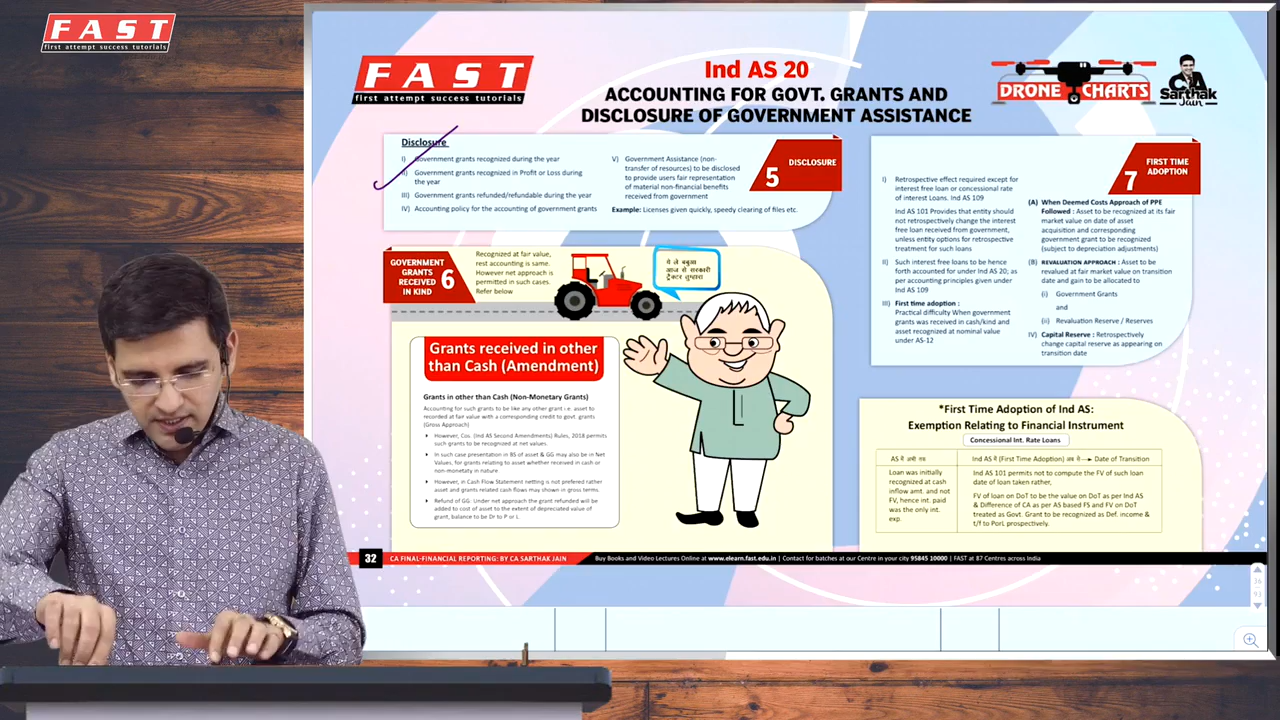 FAST
first attempt success tutorials
FAST
first attempt success tutorials
Ind AS 20
ACCOUNTING FOR GOVT. GRANTS AND
DISCLOSURE OF GOVERNMENT ASSISTANCE
DRONE CHARTS
Sarthak
Jain
Disclosure
I) Government grants recognized during the year
II) Government grants recognized in Profit or Loss during
the year
III) Government grants refunded/refundable during the year
IV) Accounting policy for the accounting of government grants
V) Government Assistance (non-
transfer of resources) to be disclosed
to provide users fair representation
of material non-financial benefits
received from government
Example: Licenses given quickly, speedy clearing of files etc.
5
DISCLOSURE
GOVERNMENT
GRANTS
RECEIVED
IN KIND
6
Recognized at fair value,
rest accounting is same.
However net approach is
permitted in such cases.
Refer below
ये ले बबुआ
आज से सरकारी
ट्रैक्टर तुम्हारा
Grants received in other
than Cash (Amendment)
Grants in other than Cash (Non-Monetary Grants)
Accounting for such grants to be like any other grant i.e. asset to
recorded at fair value with a corresponding credit to govt. grants
(Gross Approach)
However, Cos. (Ind AS Second Amendments) Rules, 2018 permits
such grants to be recognized at net values.
In such case presentation in BS of asset & GG may also be in Net
Values, for grants relating to asset whether received in cash or
non-monetary in nature
However, in Cash Flow Statement netting is not prefered rather
asset and grants related cash flows may shown in gross terms.
Refund of GG: Under net approach the grant refunded will be
added to cost of asset to the extent of depreciated value of
grant, balance to be Dr to P or L.
7
FIRST TIME
ADOPTION
I) Retrospective effect required except for
interest free loan or concessional rate
of interest Loans. Ind AS 109
Ind AS 101 Provides that entity should
not retrospectively change the interest
free loan received from government,
unless entity options for retrospective
treatment for such loans
II) Such interest free loans to be hence
forth accounted under Ind AS 20; as
per accounting principles given under
Ind AS 109
III) First time adoption :
Practical difficulty When government
grants was received in cash/kind and
asset recognized at nominal value
under AS-12
(A) When Deemed Costs Approach of PPE
Followed : Asset to be recognized at its fair
market value on date of asset
acquisition and corresponding
government grant to be recognized
(subject to depreciation adjustments)
(B) REVALUATION APPROACH : Asset to be
revalued at fair market value on transition
date and gain to be allocated to
(i) Government Grants
and
(ii) Revaluation Reserve / Reserves
IV) Capital Reserve : Retrospectively
change capital reserve as appearing on
transition date
*First Time Adoption of Ind AS:
Exemption Relating to Financial Instrument
Concessional Int. Rate Loans
AS में अभी तक
Ind AS में (First Time Adoption) अब से → Date of Transition
Loan was initially
recognized at cash
inflow amt. and not
FV, hence int. paid
was the only int.
exp.
Ind AS 101 permits not to compute the FV of such loan
date of loan taken rather,
FV of loan on DoT to be the value on DoT as per Ind AS
& Difference of CA as per AS based FS and FV on DoT
treated as Govt. Grant to be recognized as Def. income &
t/f to PorL prospectively.
32
CA FINAL-FINANCIAL REPORTING: BY CA SARTHAK JAIN
Buy Books and Video Lectures Online at www.elearn.fast.edu.in | Contact for batches at our Centre in your city 95845 10000 | FAST at 87 Centres across India